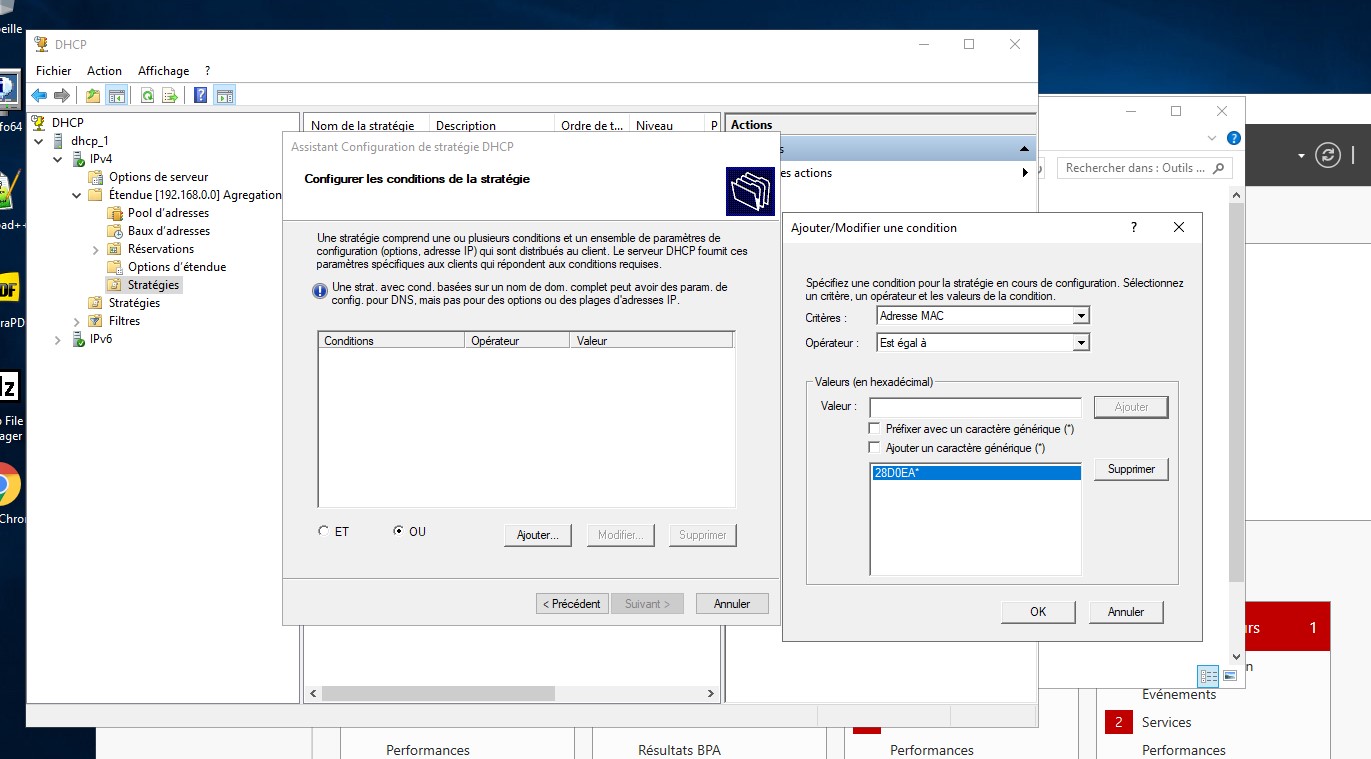 eille
fo64
pad++
DF
raPD
lz
o File
ager
Chron
DHCP
Fichier Action Affichage ?
DHCP
dhcp_1
IPv4
Options de serveur
Étendue [192.168.0.0] Agregation
Pool d'adresses
Baux d'adresses
Réservations
Options d'étendue
Stratégies
Stratégies
Filtres
IPv6
Nom de la stratégie Description Ordre de t... Niveau P
Actions
s
es actions
Assistant Configuration de stratégie DHCP
Configurer les conditions de la stratégie
Une stratégie comprend une ou plusieurs conditions et un ensemble de paramètres de
configuration (options, adresse IP) qui sont distribués au client. Le serveur DHCP fournit ces
paramètres spécifiques aux clients qui répondent aux conditions requises.
Une strat. avec cond. basées sur un nom de dom. complet peut avoir des param. de
config. pour DNS, mais pas pour des options ou des plages d'adresses IP.
Conditions Opérateur Valeur
ET OU Ajouter... Modifier... Supprimer
< Précédent Suivant > Annuler
Rechercher dans : Outils ...
Ajouter/Modifier une condition ?
Spécifiez une condition pour la stratégie en cours de configuration. Sélectionnez
un critère, un opérateur et les valeurs de la condition.
Critères : Adresse MAC
Opérateur : Est égal à
Valeurs (en hexadécimal)
Valeur : Ajouter
Préfixer avec un caractère générique (*)
Ajouter un caractère générique (*)
28D0EA*
Supprimer
OK Annuler
rs 1
n
Événements
2 Services
Performances Résultats BPA Performances Performances